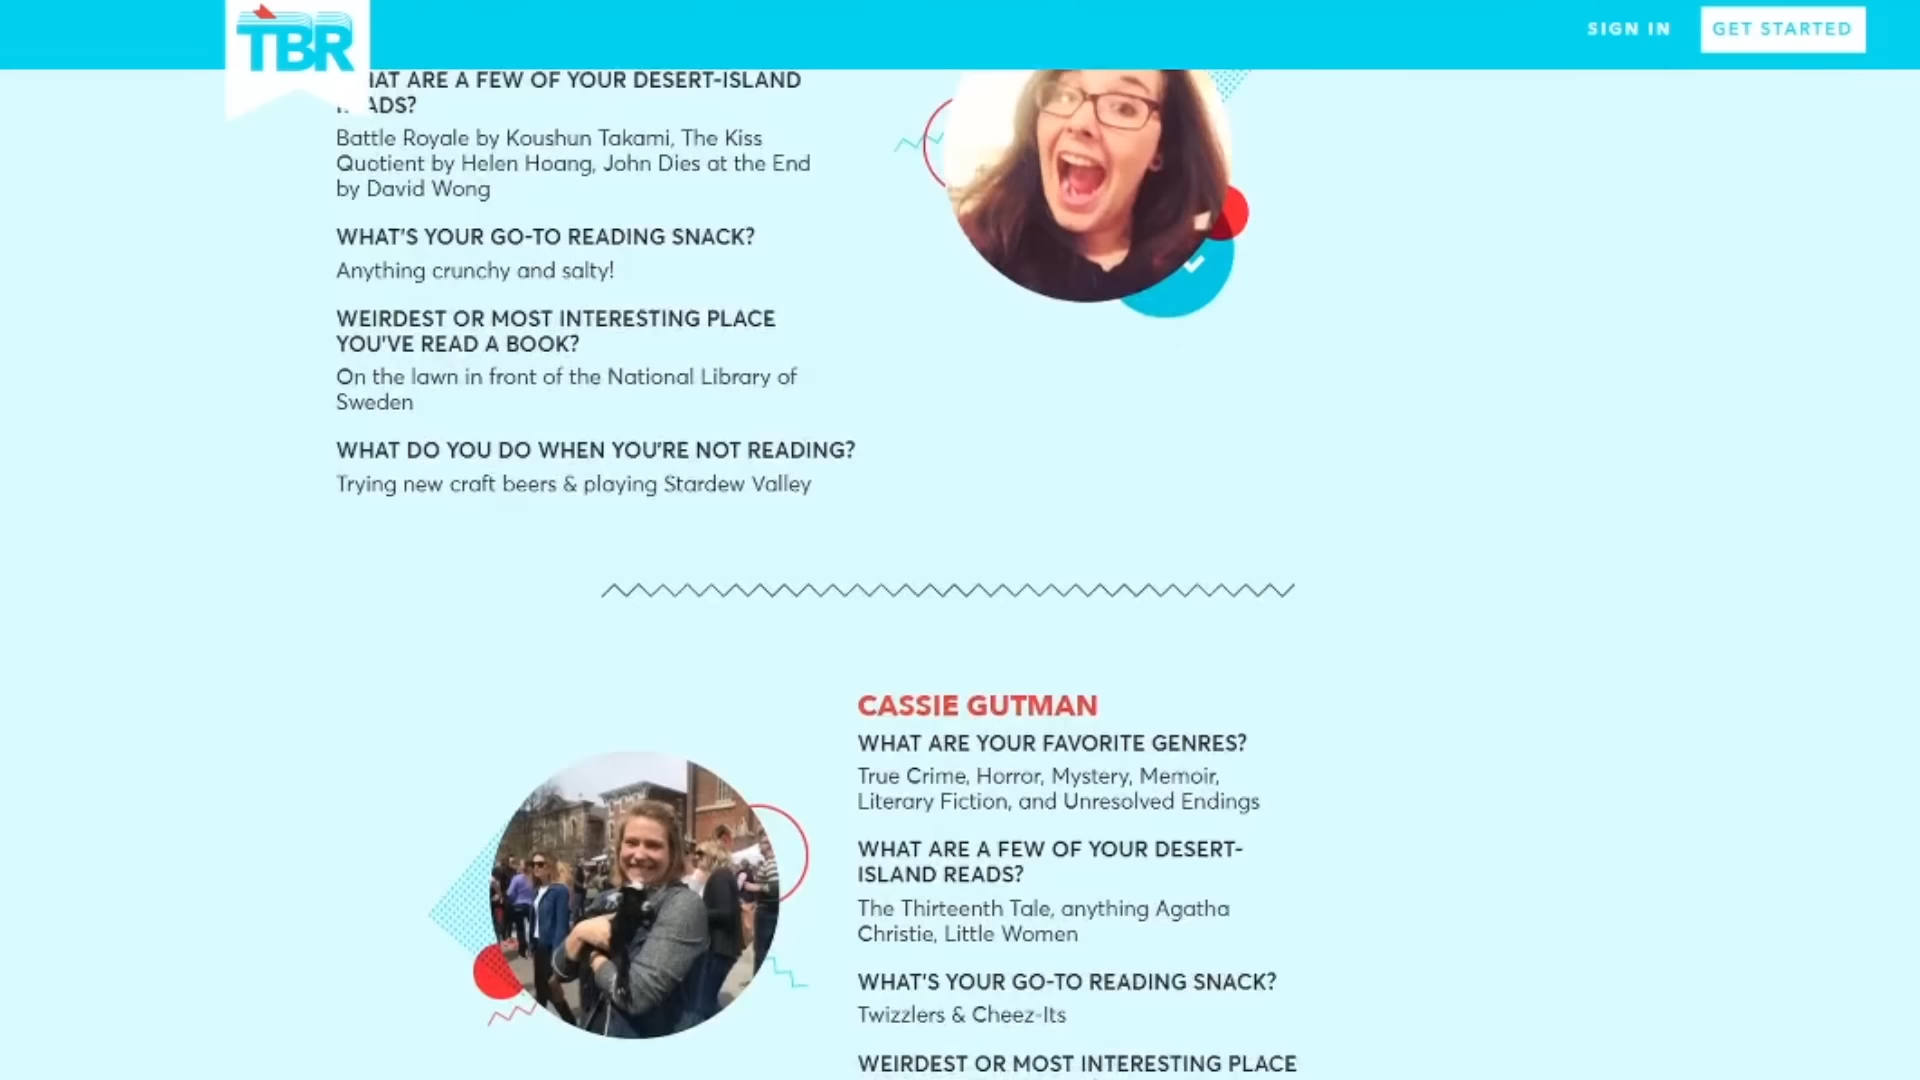 TBR
SIGN IN
GET STARTED
ARE A FEW OF YOUR DESERT-ISLAND
Battle Royale by Koushun Takami, The Kiss
Quotient by Helen Hoang, John Dies at the End
by David Wong
WHAT'S YOUR GO-TO READING SNACK?
Anything crunchy and salty!
WEIRDEST OR MOST INTERESTING PLACE
YOU'VE READ A BOOK?
On the lawn in front of the National Library of
Sweden
WHAT DO YOU DO WHEN YOU'RE NOT READING?
Trying new craft beers & playing Stardew Valley
CASSIE GUTMAN
WHAT ARE YOUR FAVORITE GENRES?
True Crime, Horror, Mystery, Memoir,
Literary Fiction, and Unresolved Endings
WHAT ARE A FEW OF YOUR DESERT-
ISLAND READS?
The Thirteenth Tale, anything Agatha
Christie, Little Women
WHAT'S YOUR GO-TO READING SNACK?
Twizzlers & Cheez-Its
WEIRDEST OR MOST INTERESTING PLACE